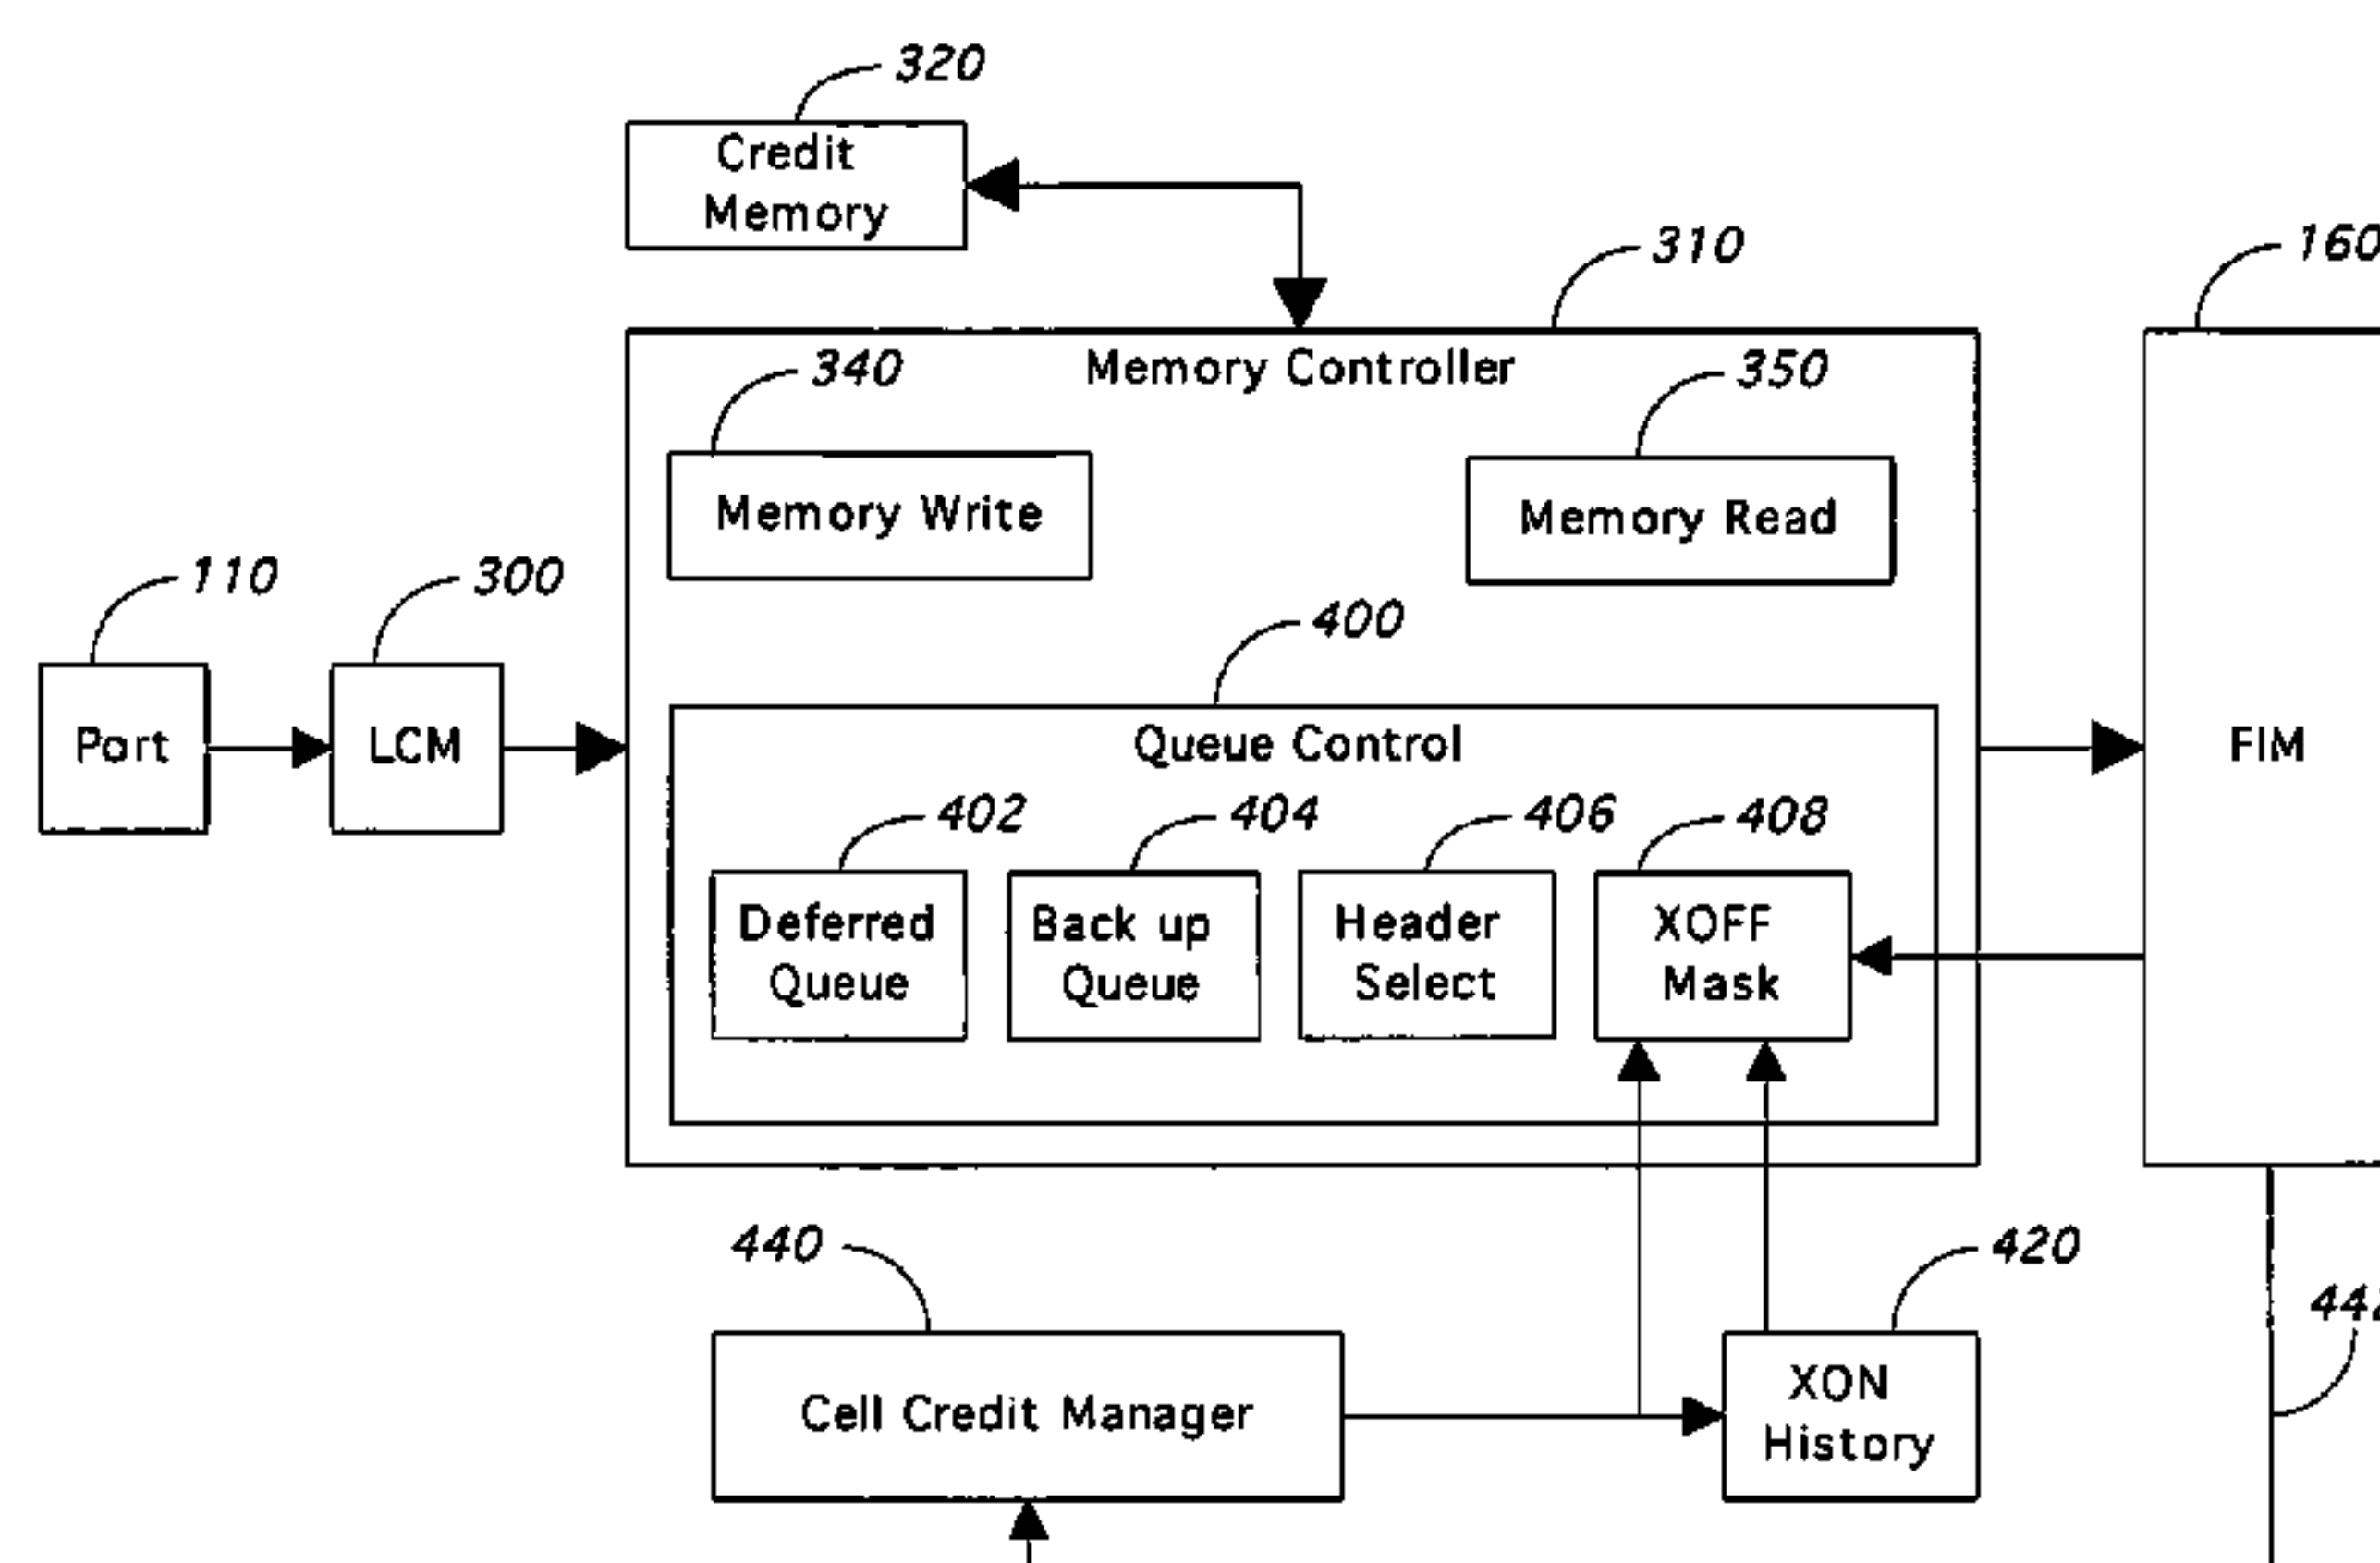 320
Credit
Memory
310
160
Memory Controller
340
350
Memory Write
Memory Read
110
300
400
Port
LCM
Queue Control
FIM
402
404
406
408
Deferred
Queue
Back up
Queue
Header
Select
XOFF
Mask
440
420
Cell Credit Manager
XON
History